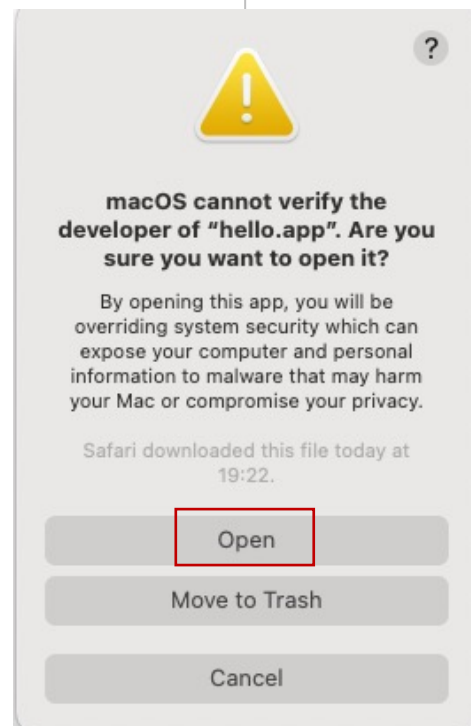 ?
!
macOS cannot verify the
developer of “hello.app”. Are you
sure you want to open it?
By opening this app, you will be
overriding system security which can
expose your computer and personal
information to malware that may harm
your Mac or compromise your privacy.
Safari downloaded this file today at
19:22.
Open
Move to Trash
Cancel